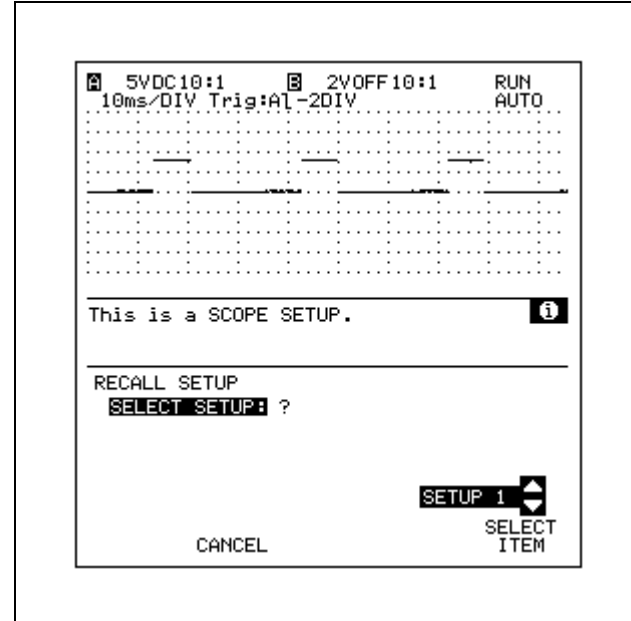 A 5VDC10:1 B 2VOFF10:1 RUN
10ms/DIV Trig:A↿-2DIV AUTO
This is a SCOPE SETUP. i
RECALL SETUP
SELECT SETUP: ?
SETUP 1
SELECT
CANCEL ITEM